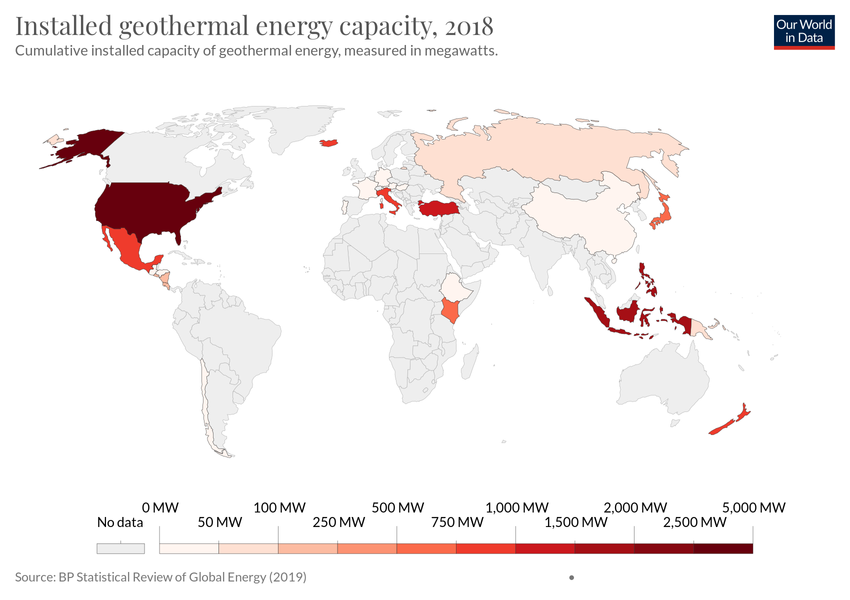 Installed geothermal energy capacity, 2018
Cumulative installed capacity of geothermal energy, measured in megawatts.
Our World
in Data
0 MW 100 MW 500 MW 1,000 MW 2,000 MW 5,000 MW
No data 50 MW 250 MW 750 MW 1,500 MW 2,500 MW
Source: BP Statistical Review of Global Energy (2019)